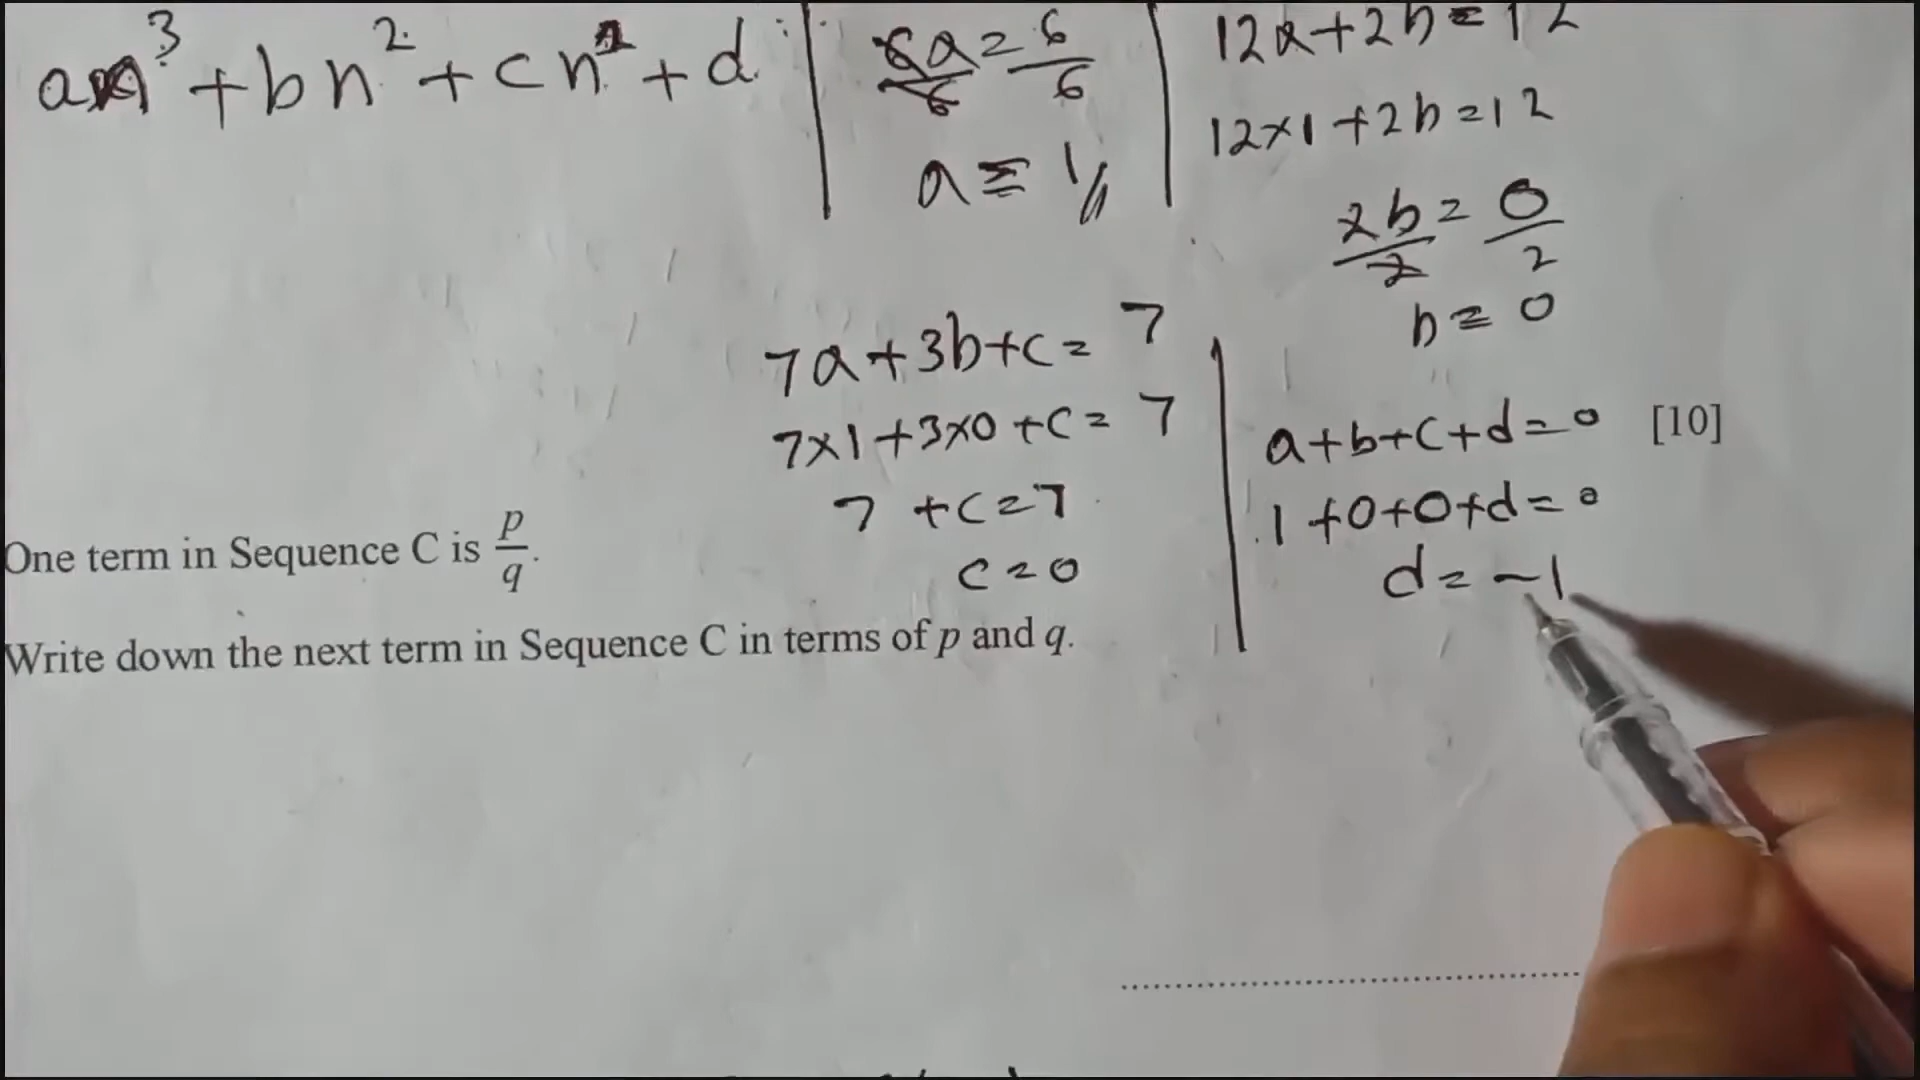 an³ + bn² + cn¹ + d
6a = 6
6 6
a = 1
12a + 2b = 12
12×1 + 2b = 12
2b = 0
2 2
b = 0
7a + 3b + c = 7
7×1 + 3×0 + c = 7
7 + c = 7
c = 0
a + b + c + d = 0 [10]
1 + 0 + 0 + d = 0
d = -1
One term in Sequence C is p/q.
Write down the next term in Sequence C in terms of p and q.